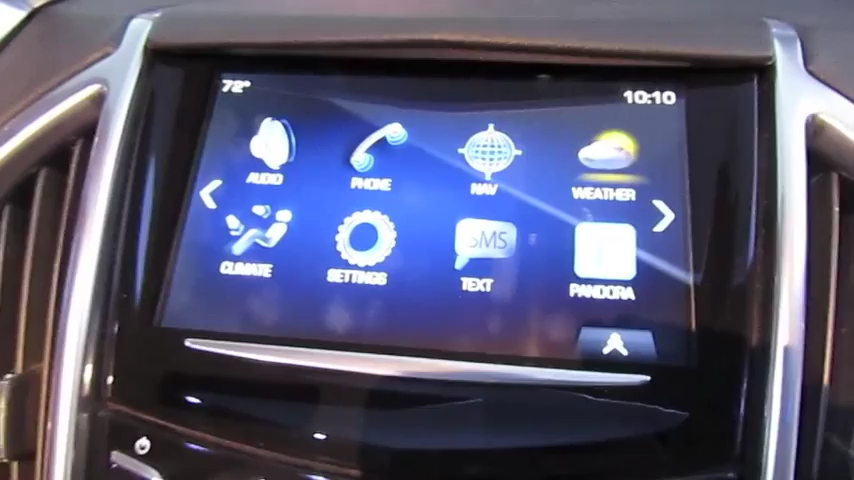 72° 10:10
AUDIO PHONE NAV WEATHER
SMS
CLIMATE SETTINGS TEXT PANDORA